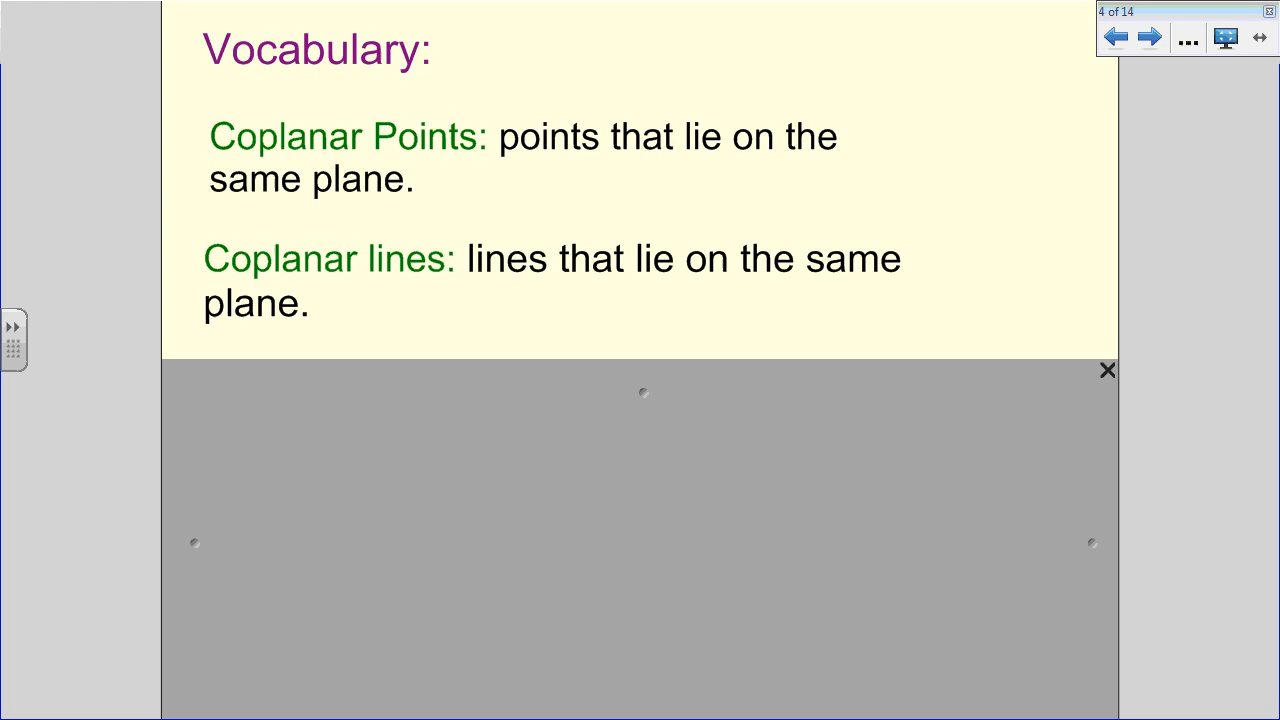 4 of 14
Vocabulary:
Coplanar Points: points that lie on the
same plane.
Coplanar lines: lines that lie on the same
plane.